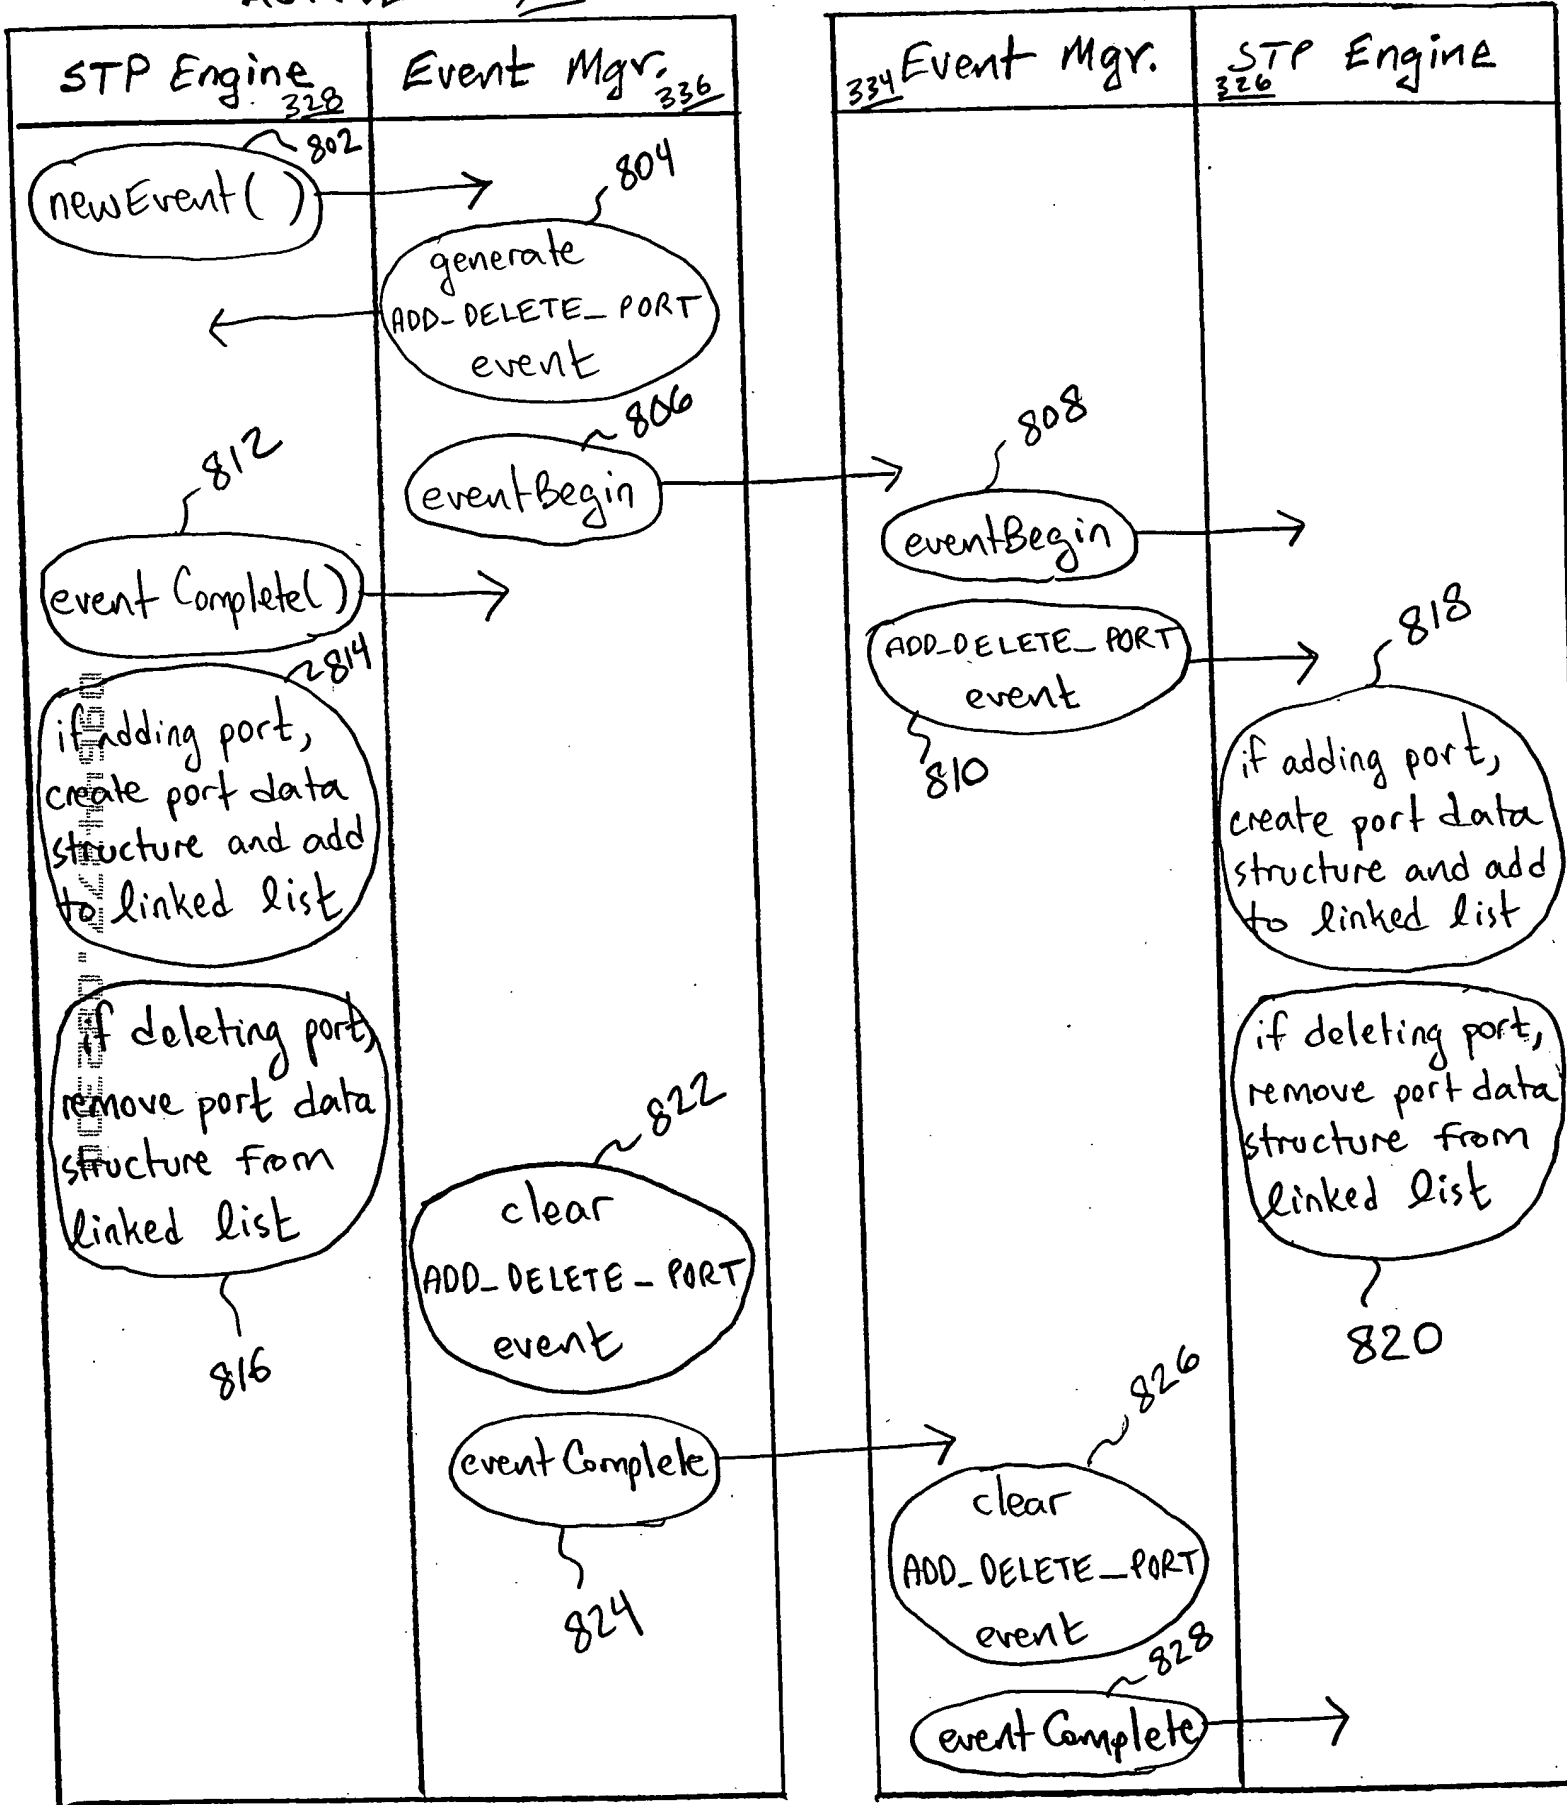 ACTIVE
STP Engine
328
Event Mgr.
336
334
Event Mgr.
326
STP Engine
802
newEvent( )
804
generate
ADD_DELETE_PORT
event
806
eventBegin
808
eventBegin
812
event Complete()
ADD_DELETE_PORT
event
810
814
if adding port,
create port data
structure and add
to linked list
818
if adding port,
create port data
structure and add
to linked list
if deleting port,
remove port data
structure from
linked list
816
if deleting port,
remove port data
structure from
linked list
820
822
clear
ADD_DELETE_PORT
event
event Complete
824
826
clear
ADD_DELETE_PORT
event
828
event Complete